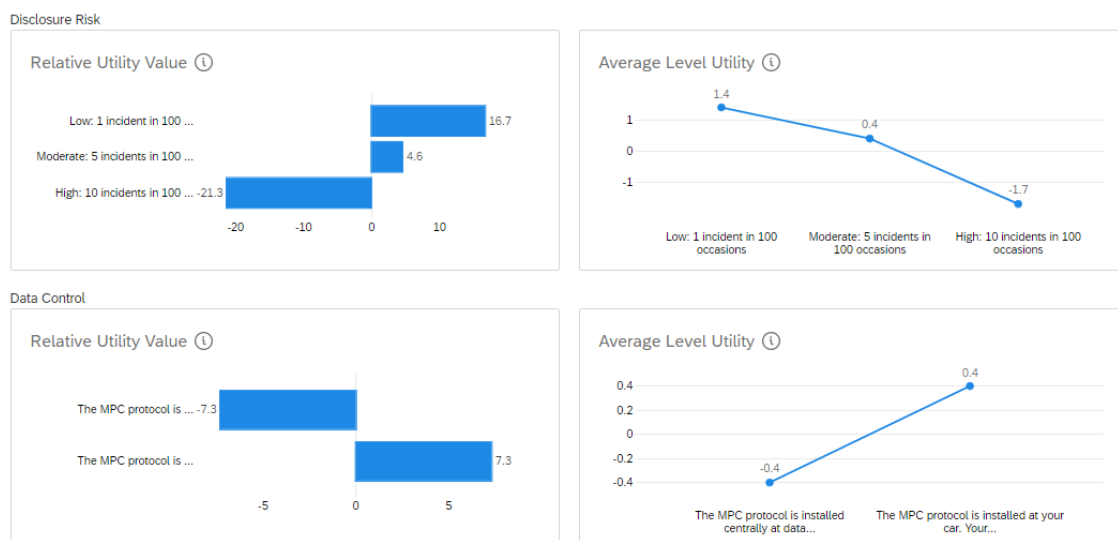 Disclosure Risk
Relative Utility Value
Low: 1 incident in 100 ...
16.7
Moderate: 5 incidents in 100 ...
4.6
High: 10 incidents in 100 ...
-21.3
-20 -10 0 10
Average Level Utility
1.4
0.4
-1.7
1
0
-1
Low: 1 incident in 100
occasions
Moderate: 5 incidents in
100 occasions
High: 10 incidents in 100
occasions
Data Control
Relative Utility Value
The MPC protocol is ...
-7.3
The MPC protocol is ...
7.3
-5 0 5
Average Level Utility
0.4
-0.4
0.4
0.2
0
-0.2
-0.4
The MPC protocol is installed
centrally at data...
The MPC protocol is installed at your
car. Your...